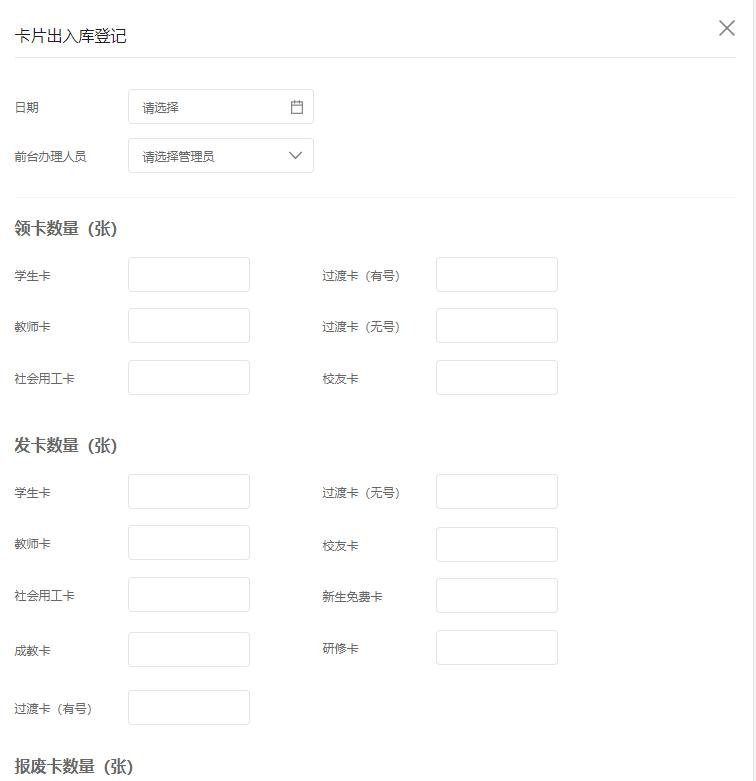 卡片出入库登记
日期 请选择
前台办理人员 请选择管理员
领卡数量（张）
学生卡 过渡卡（有号）
教师卡 过渡卡（无号）
社会用工卡 校友卡
发卡数量（张）
学生卡 过渡卡（无号）
教师卡 校友卡
社会用工卡 新生免费卡
成教卡 研修卡
过渡卡（有号）
报废卡数量（张）